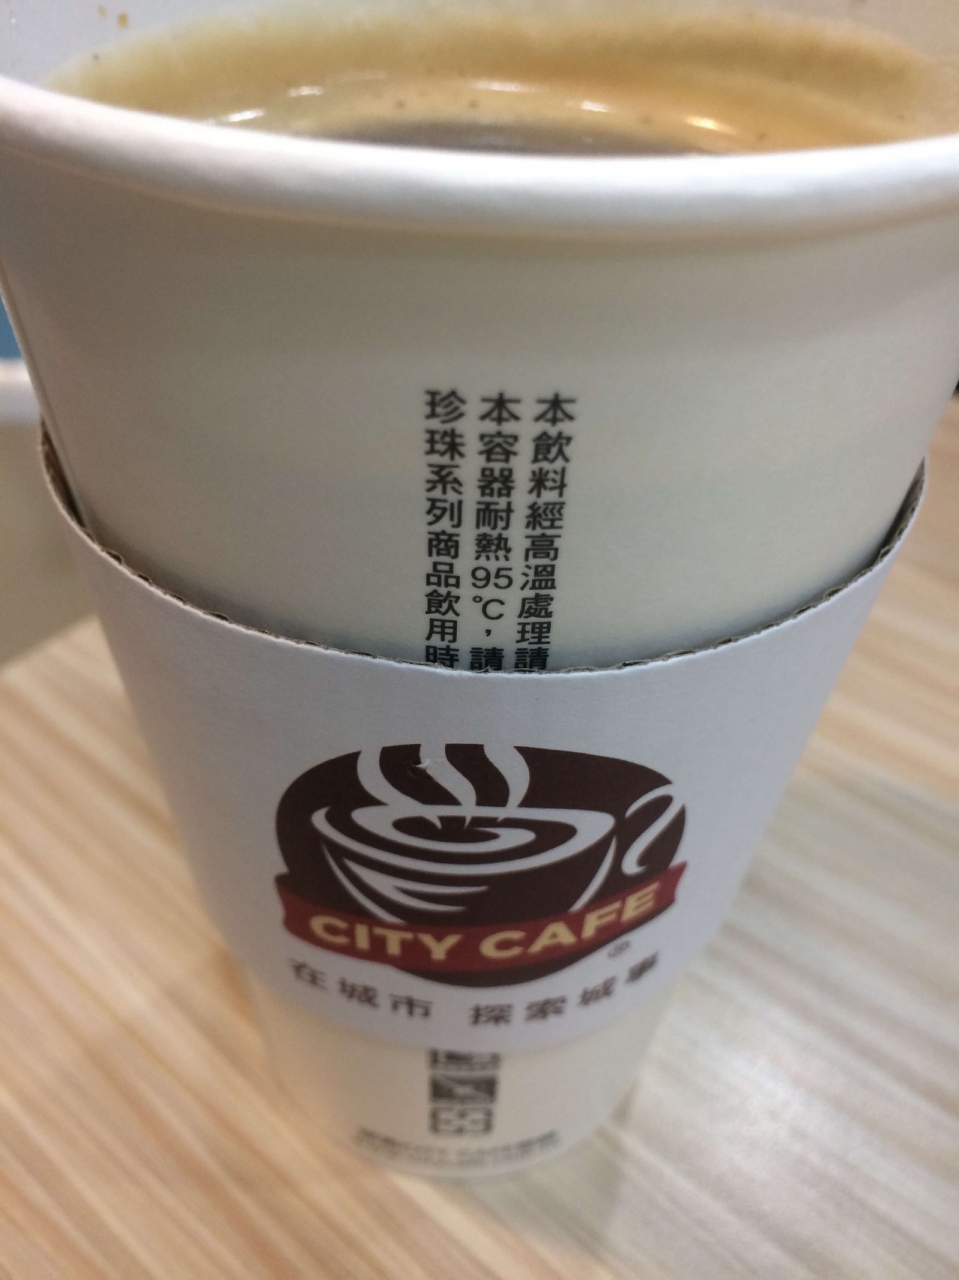 本飲料經高溫處理請
本容器耐熱95℃，請
珍珠系列商品飲用時
CITY CAFE
在城市 探索城事